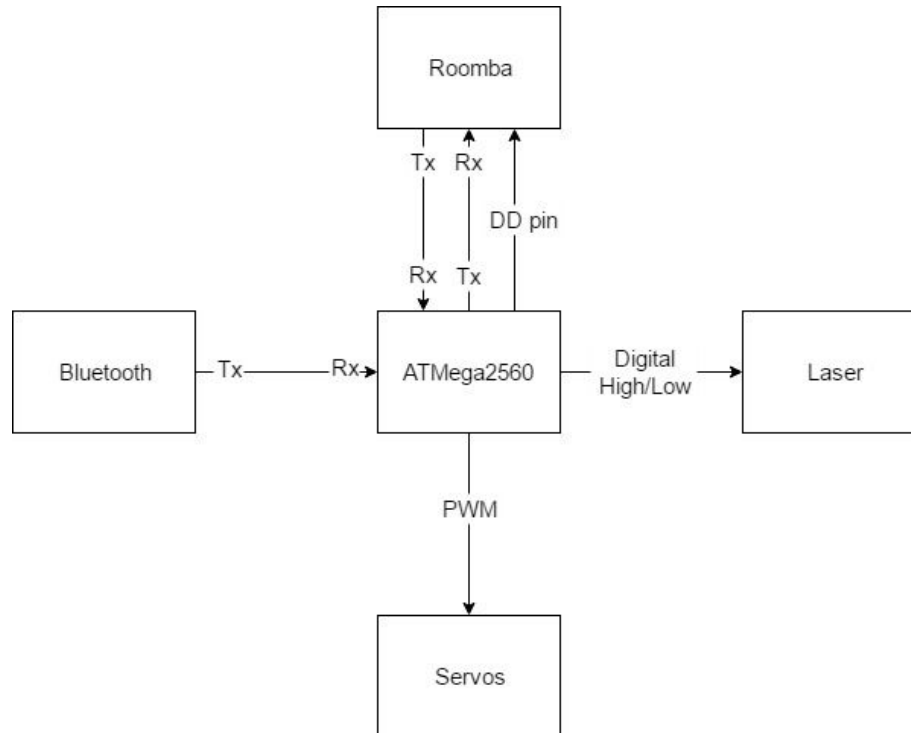 Roomba
Tx Rx
DD pin
Rx Tx
Bluetooth
Tx
Rx
ATMega2560
Digital
High/Low
Laser
PWM
Servos